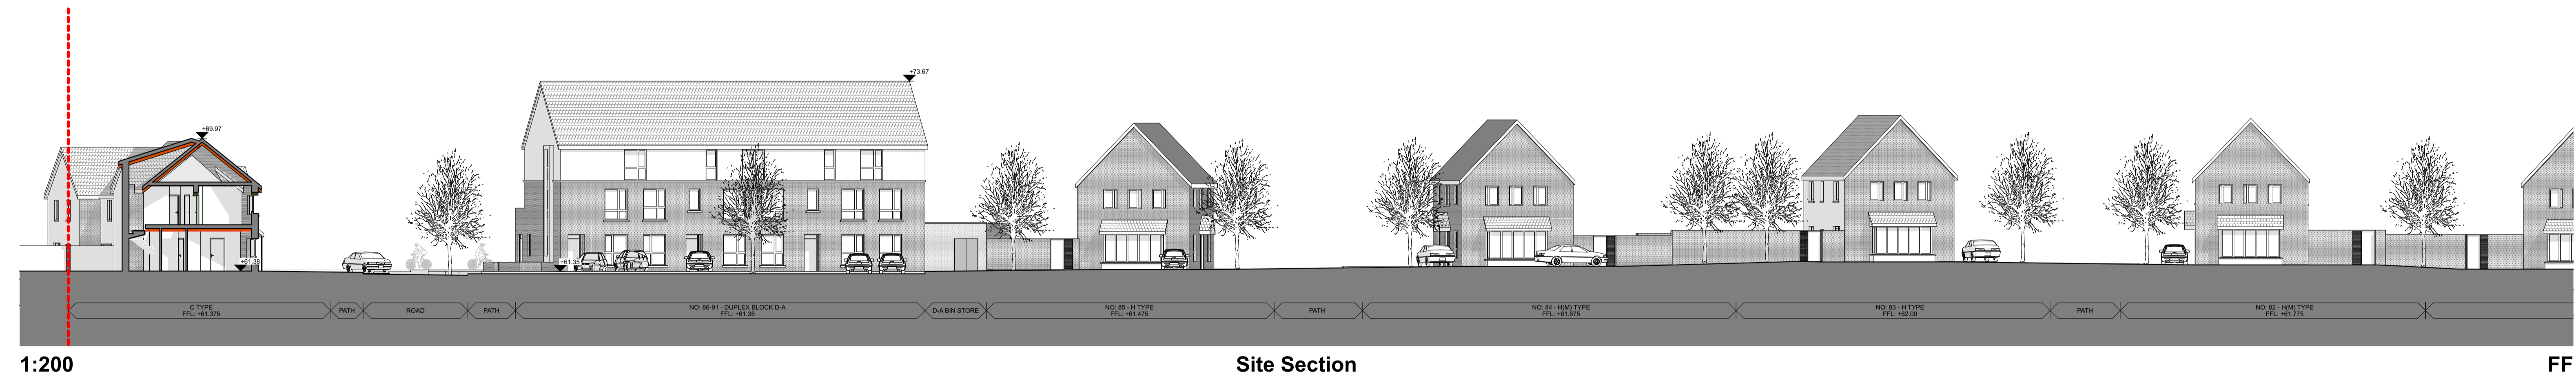 +73.67
+69.97
+61.38
+61.35
C TYPE
FFL: +61.375
PATH
ROAD
PATH
NO: 86-91 - DUPLEX BLOCK D-A
FFL: +61.35
D-A BIN STORE
NO: 85 - H TYPE
FFL: +61.475
PATH
NO: 84 - H(M) TYPE
FFL: +61.675
NO: 83 - H TYPE
FFL: +62.00
PATH
NO: 82 - H(M) TYPE
FFL: +61.775
1:200
Site Section
FF